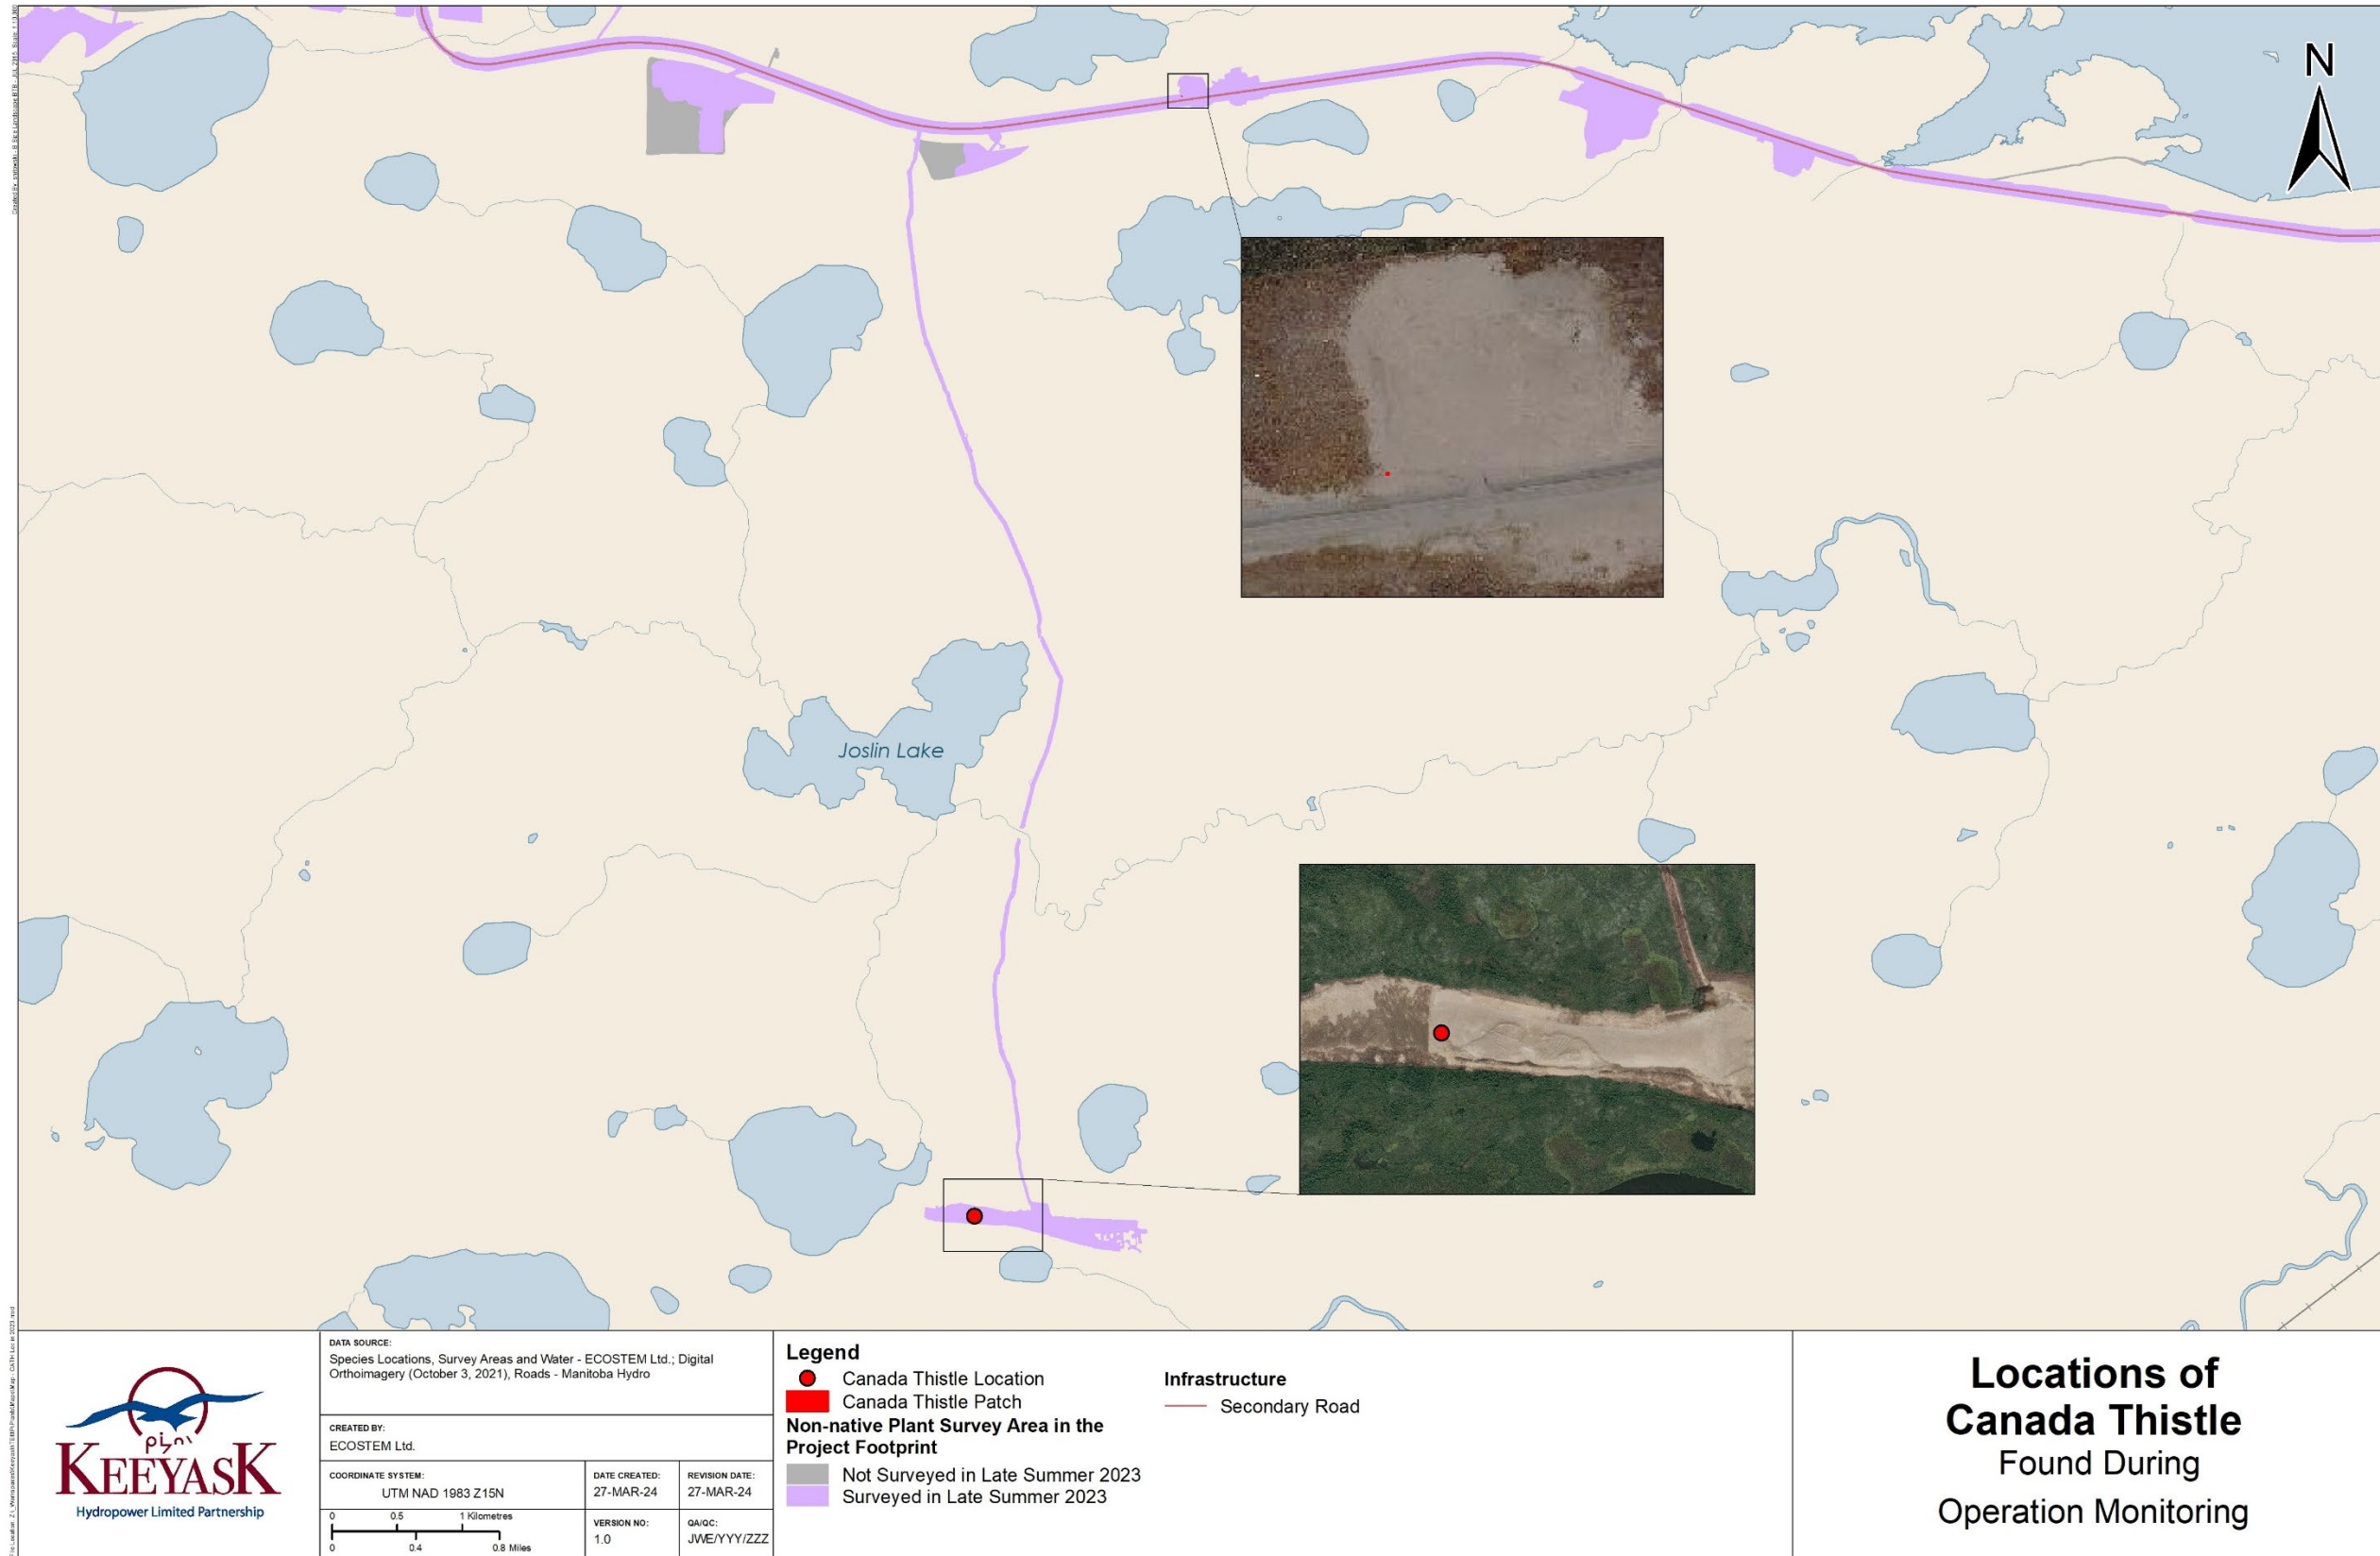 N
Joslin Lake
KEEYASK
Hydropower Limited Partnership
DATA SOURCE:
Species Locations, Survey Areas and Water - ECOSTEM Ltd.; Digital
Orthoimagery (October 3, 2021), Roads - Manitoba Hydro
CREATED BY:
ECOSTEM Ltd.
COORDINATE SYSTEM:
UTM NAD 1983 Z15N
DATE CREATED:
27-MAR-24
REVISION DATE:
27-MAR-24
0 0.5 1 Kilometres
0 0.4 0.8 Miles
VERSION NO:
1.0
QA/QC:
JWE/YYY/ZZZ
Legend
Canada Thistle Location
Canada Thistle Patch
Non-native Plant Survey Area in the
Project Footprint
Not Surveyed in Late Summer 2023
Surveyed in Late Summer 2023
Infrastructure
Secondary Road
Locations of
Canada Thistle
Found During
Operation Monitoring